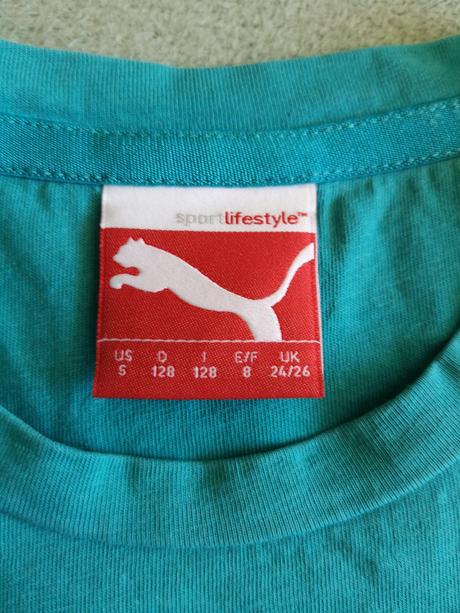 sportlifestyle™
US D I E/F UK
S 128 128 8 24/26